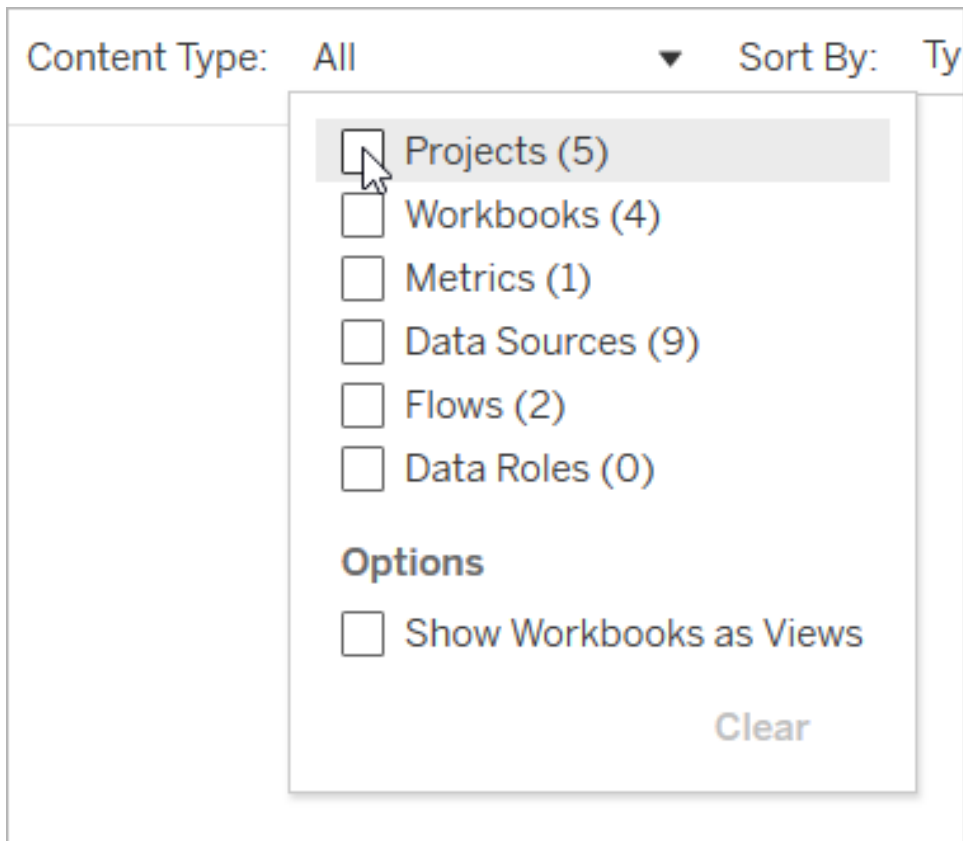 Content Type: All Sort By: Ty
Projects (5)
Workbooks (4)
Metrics (1)
Data Sources (9)
Flows (2)
Data Roles (0)
Options
Show Workbooks as Views
Clear